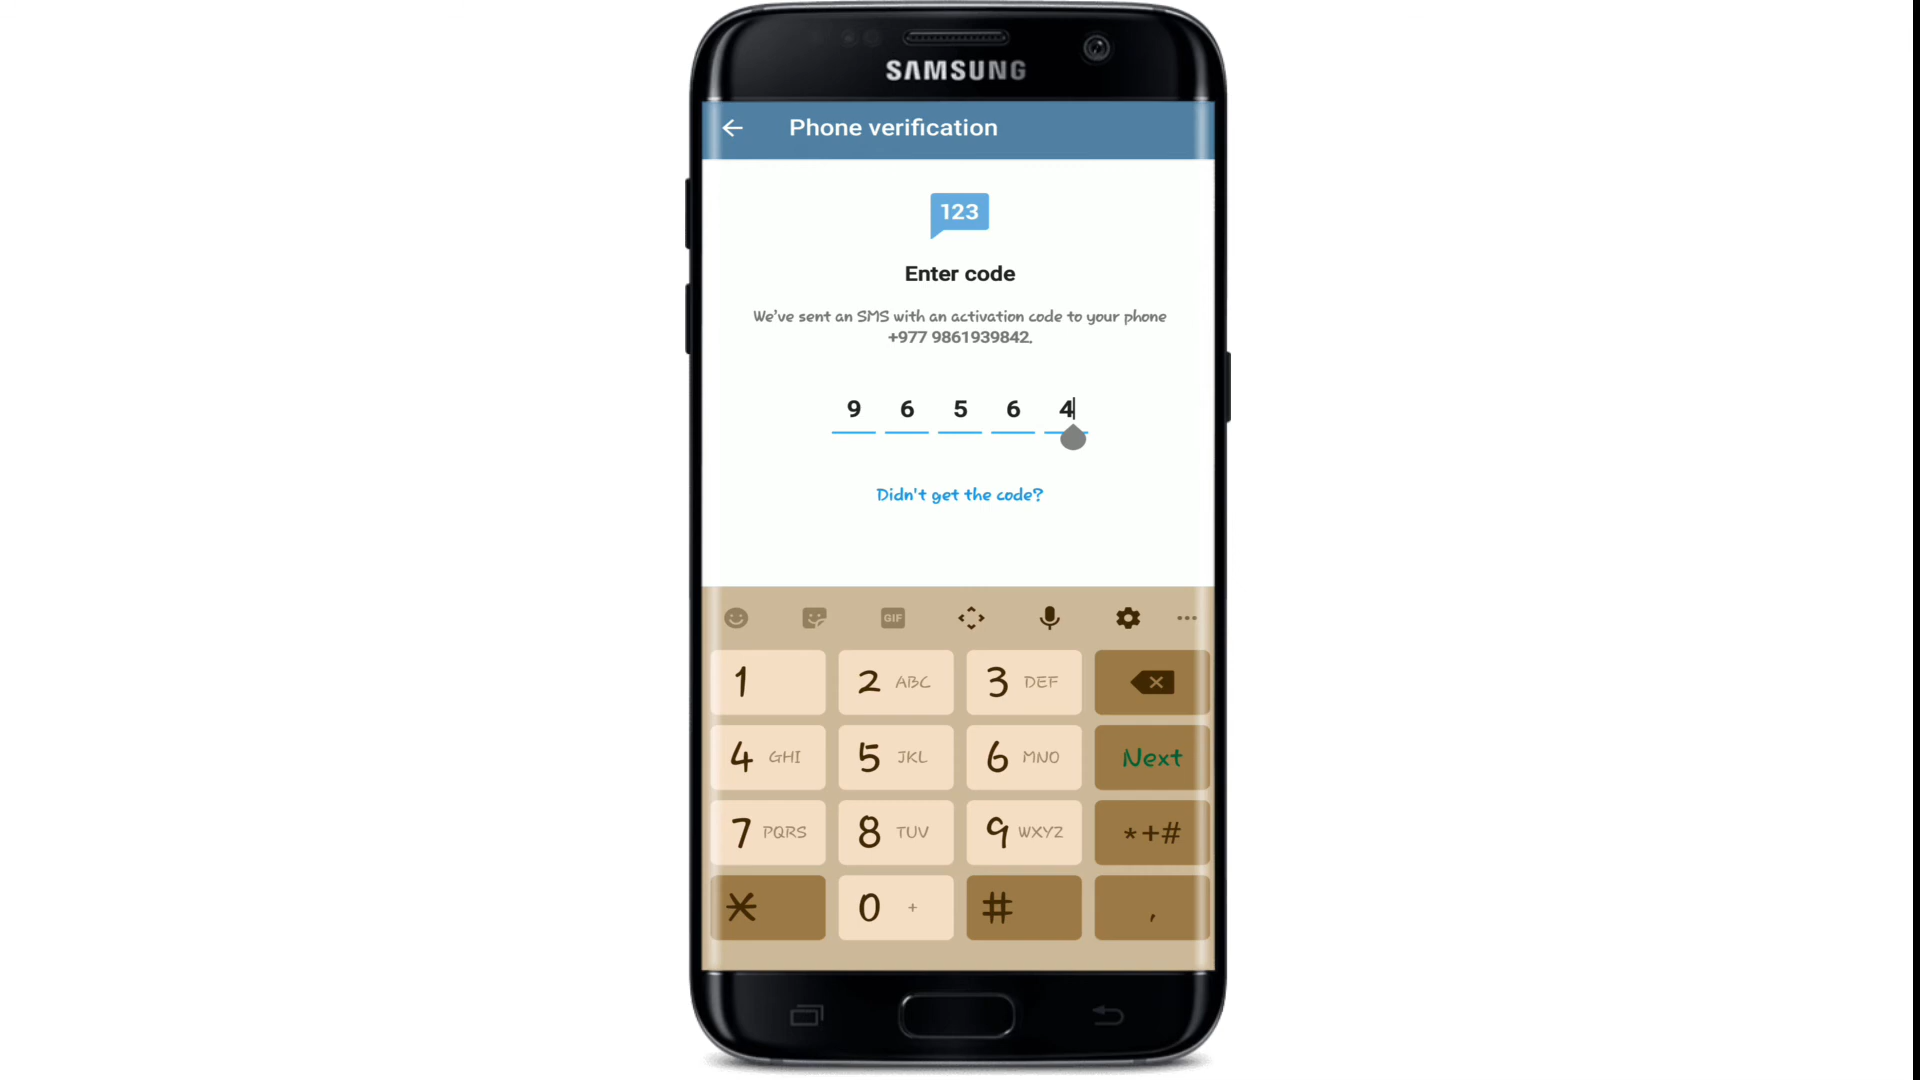 SAMSUNG
Phone verification
123
Enter code
We've sent an SMS with an activation code to your phone
+977 9861939842.
9 6 5 6 4
Didn't get the code?
GIF
1 2 ABC 3 DEF
4 GHI 5 JKL 6 MNO Next
7 PQRS 8 TUV 9 WXYZ *+#
* 0 + # ,